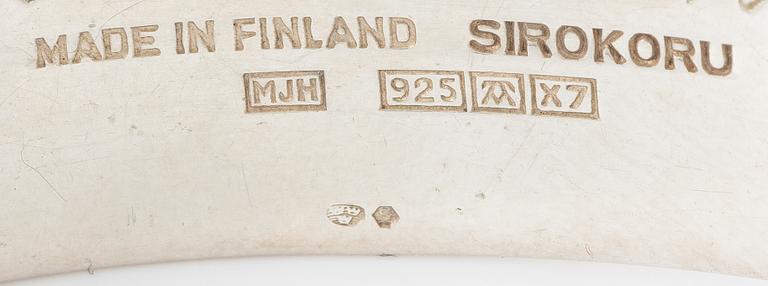 MADE IN FINLAND SIROKORU
MJH 925 X7